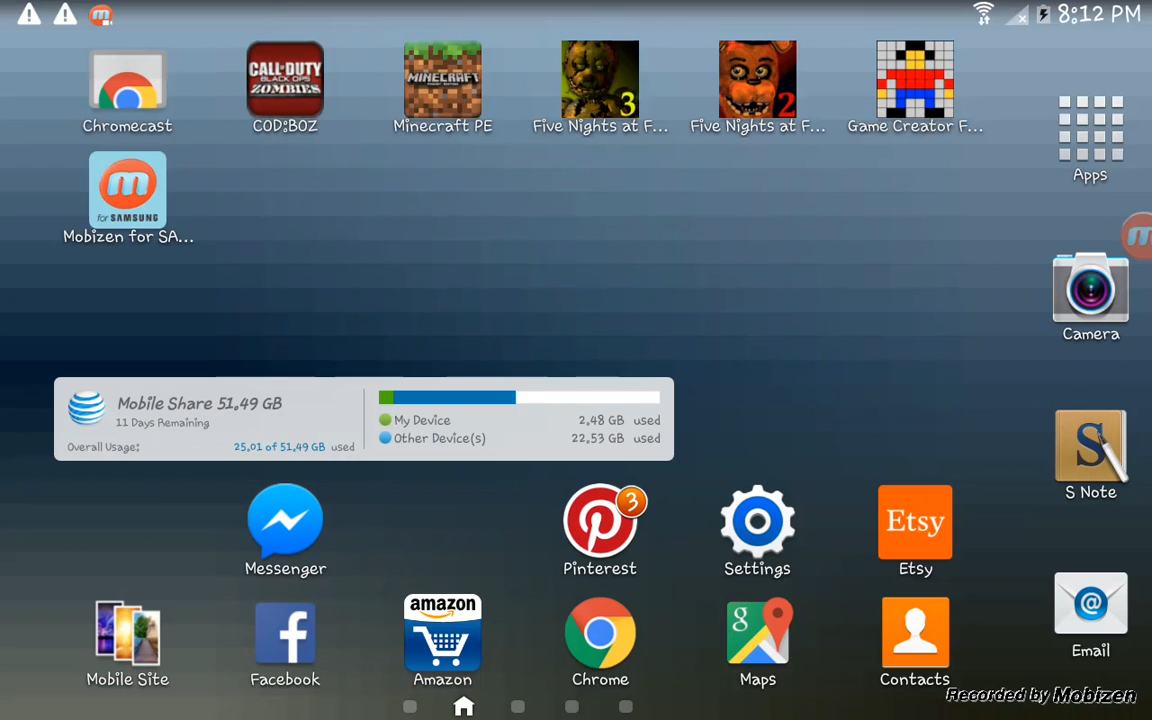 8:12 PM
CALL OF DUTY
BLACK OPS
ZOMBIES
MINECRAFT
3
2
Chromecast
COD:BOZ
Minecraft PE
Five Nights at F...
Five Nights at F...
Game Creator F...
Apps
m
for SAMSUNG
Mobizen for SA...
Camera
Mobile Share 51.49 GB
11 Days Remaining
Overall Usage:
25.01 of 51.49 GB used
My Device
2.48 GB used
Other Device(s)
22.53 GB used
S
S Note
3
Etsy
Messenger
Pinterest
Settings
Etsy
amazon
f
g
@
Email
Mobile Site
Facebook
Amazon
Chrome
Maps
Contacts
Recorded by Mobizen